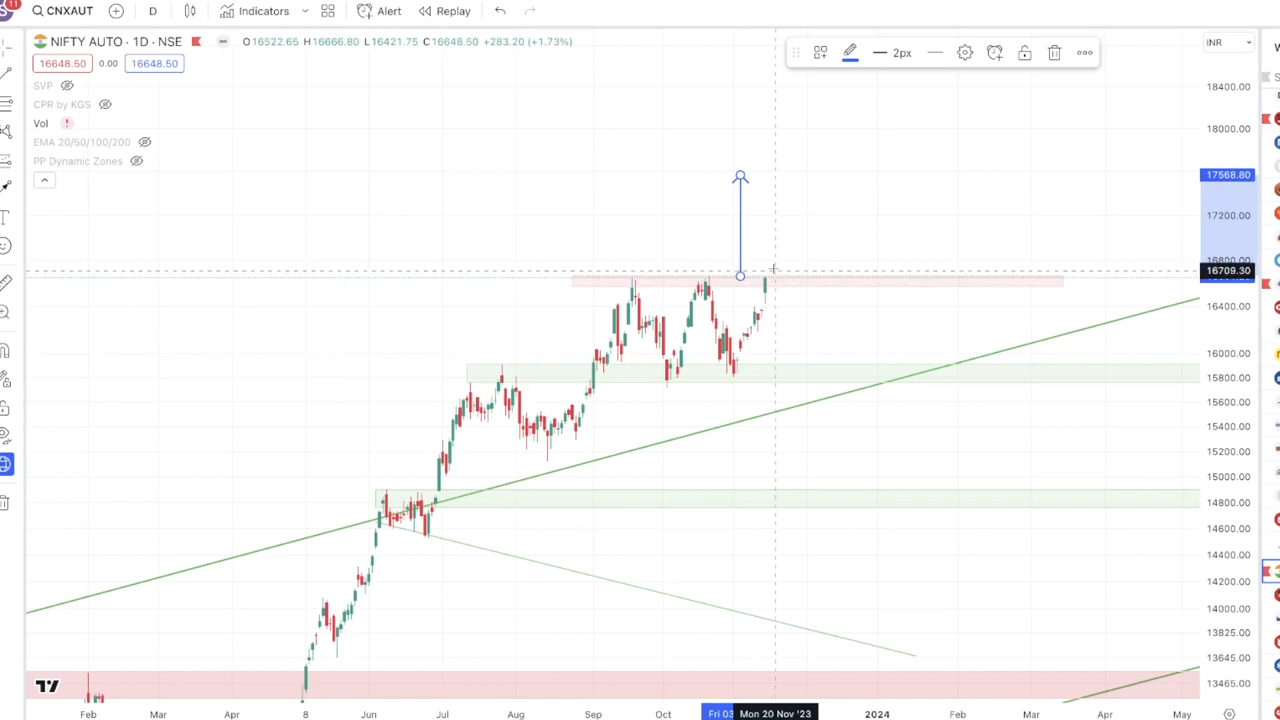 11
CNXAUT
D
Indicators
Alert
Replay
NIFTY AUTO · 1D · NSE
O16522.65 H16666.80 L16421.75 C16648.50 +283.20 (+1.73%)
16648.50 0.00 16648.50
SVP
CPR by KGS
Vol
EMA 20/50/100/200
PP Dynamic Zones
2px
INR
18400.00
18000.00
17568.80
17200.00
16800.00
16709.30
16400.00
16000.00
15800.00
15600.00
15400.00
15200.00
15000.00
14800.00
14600.00
14400.00
14200.00
14000.00
13825.00
13645.00
13465.00
Feb Mar Apr 8 Jun Jul Aug Sep Oct Fri 03 Mon 20 Nov '23 2024 Feb Mar Apr May